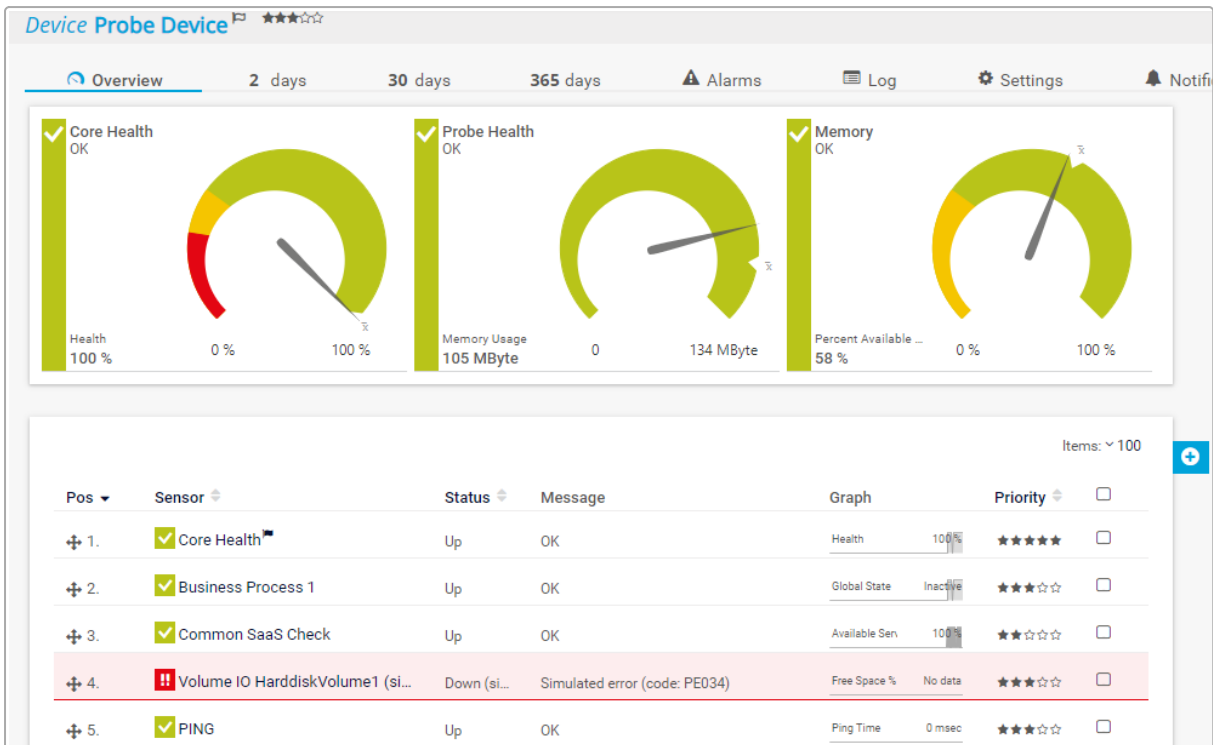 Device Probe Device
Overview 2 days 30 days 365 days Alarms Log Settings Notifi
Core Health
OK
Health
100 %
0 %
100 %
x̄
Probe Health
OK
Memory Usage
105 MByte
0
134 MByte
x̄
Memory
OK
Percent Available ...
58 %
0 %
100 %
x̄
Items: 100
Pos Sensor Status Message Graph Priority
1. Core Health Up OK Health 100 % ★★★★★
2. Business Process 1 Up OK Global State Inactive ★★★☆☆
3. Common SaaS Check Up OK Available Serv 100 % ★★☆☆☆
4. Volume IO HarddiskVolume1 (si... Down (si... Simulated error (code: PE034) Free Space % No data ★★★☆☆
5. PING Up OK Ping Time 0 msec ★★★☆☆